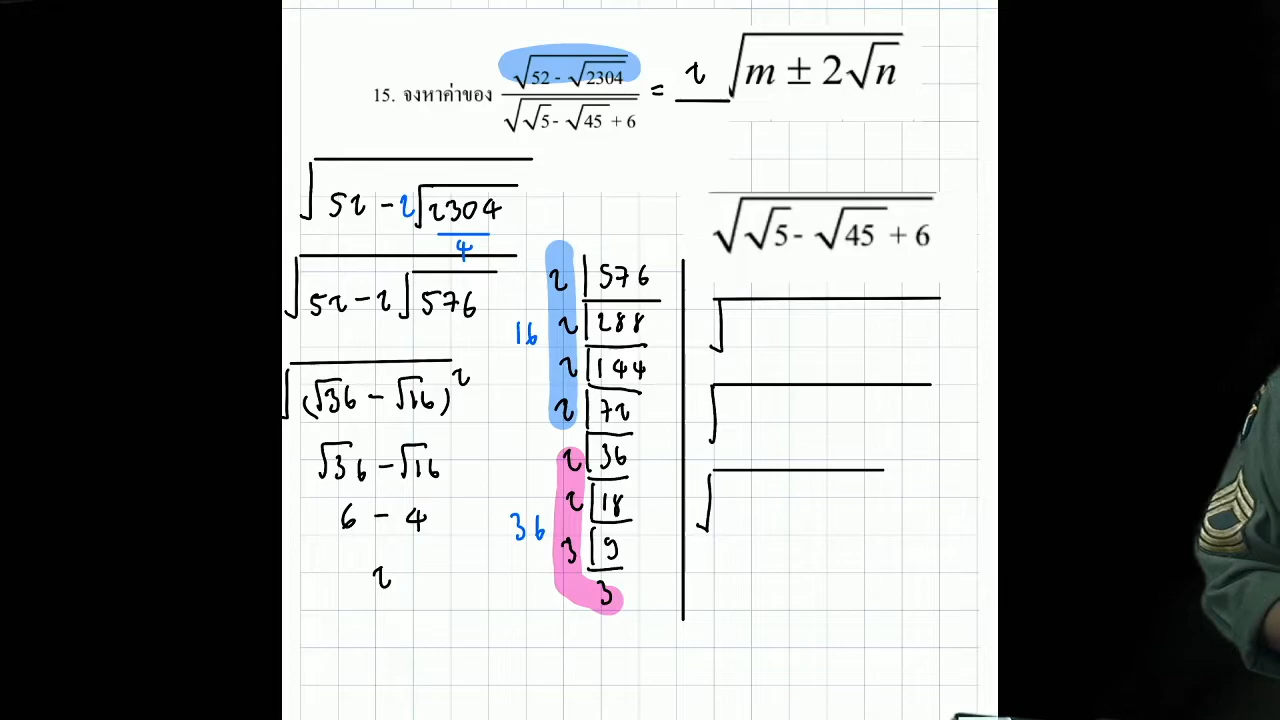 15. จงหาค่าของ √(52 - √2304) / √(√5 - √45 + 6) = 2
√(m ± 2√n)
√(52 - 2√(2304/4))
√(52 - 2√576)
√((√36 - √16)²)
√36 - √16
6 - 4
2
2 | 576
2 | 288
16
2 | 144
2 | 72
2 | 36
2 | 18
36
3 | 9
3
√(√5 - √45 + 6)